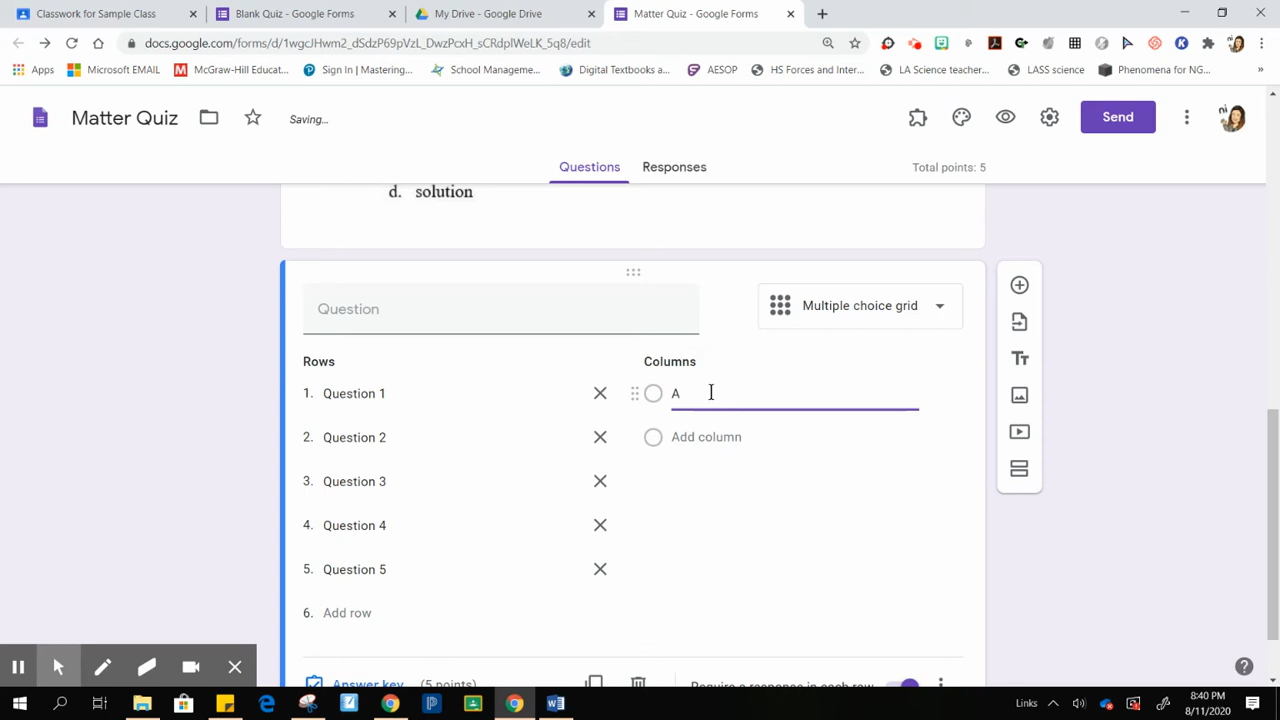 Classwork for Sample Class
Blank Quiz - Google Forms
My Drive - Google Drive
Matter Quiz - Google Forms
docs.google.com/forms/d/1wgcJHwm2_dSdzP69pVzL_DwzPcxH_sCRdplWeLK_5q8/edit
Apps
Microsoft EMAIL
McGraw-Hill Educat...
Sign In | Mastering...
School Manageme...
Digital Textbooks a...
AESOP
HS Forces and Inter...
LA Science teacher...
LASS science
Phenomena for NG...
»
Matter Quiz
Saving...
Send
Questions
Responses
Total points: 5
d. solution
Question
Multiple choice grid
Rows
Columns
1. Question 1
A
2. Question 2
Add column
3. Question 3
4. Question 4
5. Question 5
6. Add row
Answer key
(5 points)
Require a response in each row
Links
»
8:40 PM
8/11/2020